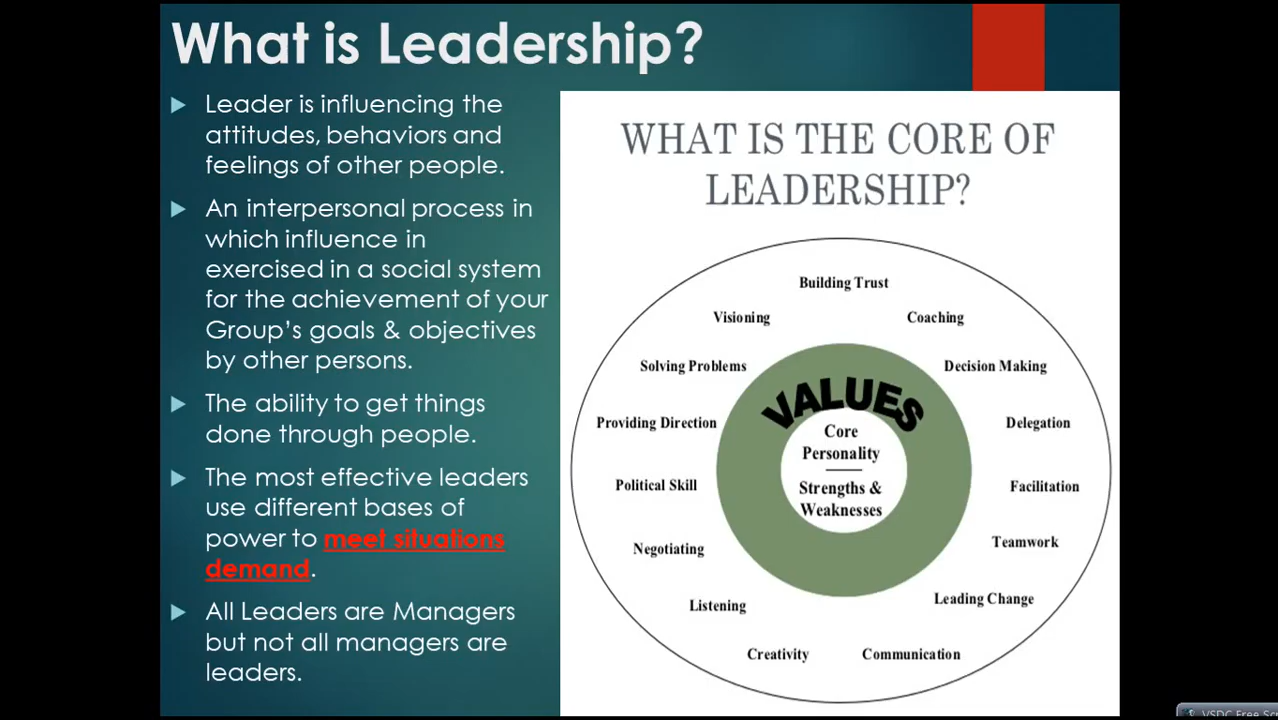 What is Leadership?
Leader is influencing the
attitudes, behaviors and
feelings of other people.
An interpersonal process in
which influence in
exercised in a social system
for the achievement of your
Group's goals & objectives
by other persons.
The ability to get things
done through people.
The most effective leaders
use different bases of
power to meet situations
demand.
All Leaders are Managers
but not all managers are
leaders.
WHAT IS THE CORE OF
LEADERSHIP?
Building Trust
Visioning
Coaching
Solving Problems
Decision Making
VALUES
Providing Direction
Delegation
Core
Personality
Political Skill
Strengths &
Weaknesses
Facilitation
Negotiating
Teamwork
Listening
Leading Change
Creativity
Communication
VSDC Free